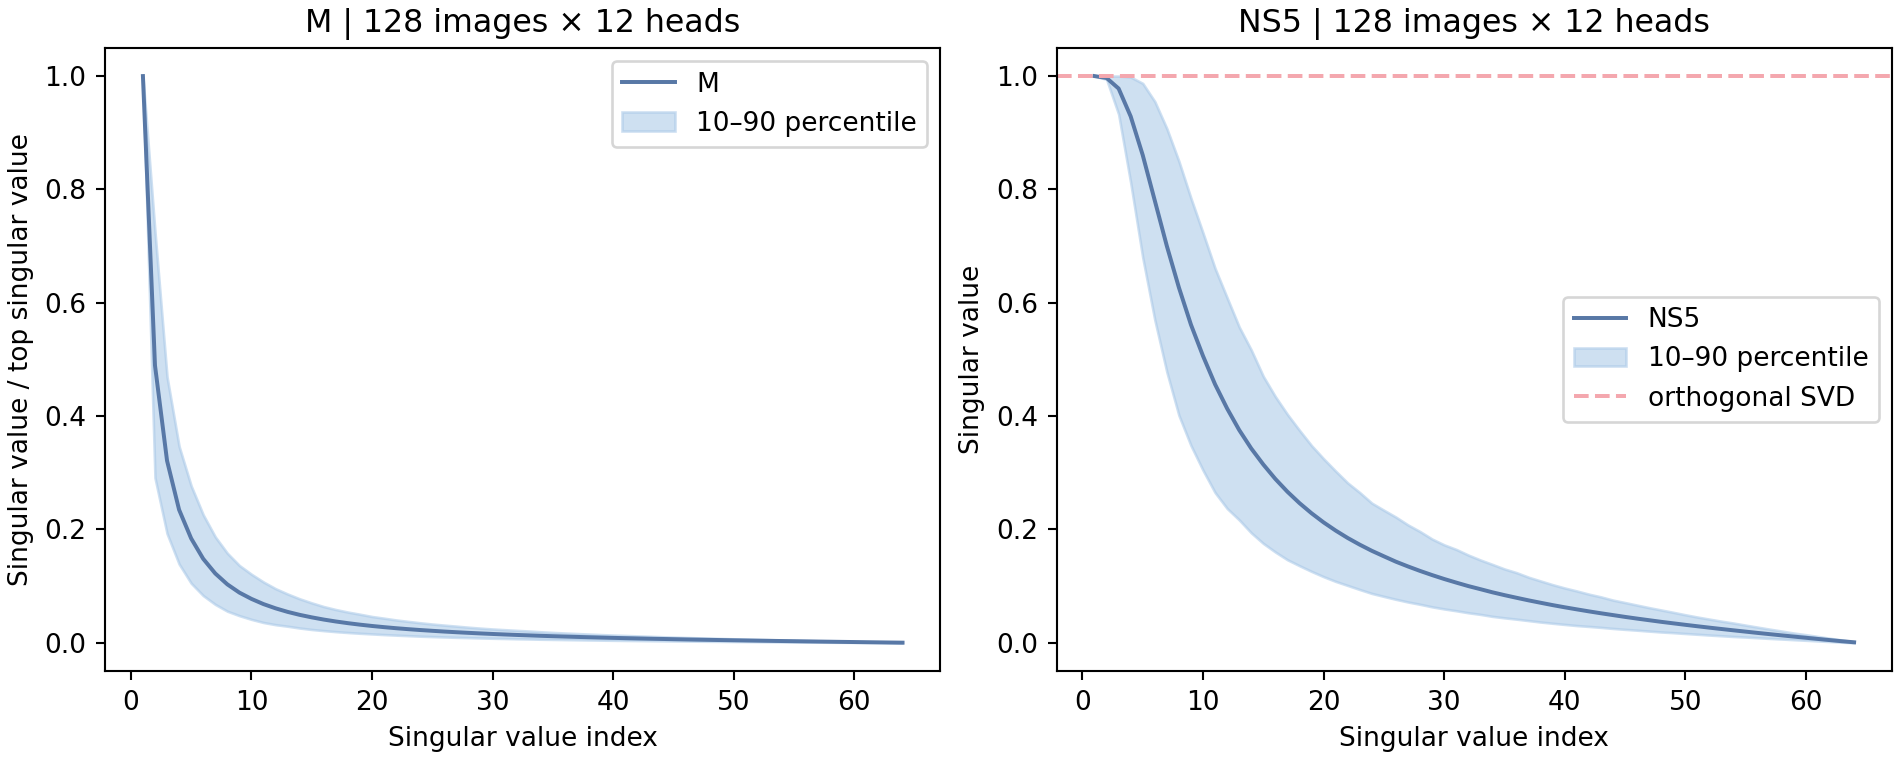 M | 128 images × 12 heads
Singular value / top singular value
1.0
0.8
0.6
0.4
0.2
0.0
M
10–90 percentile
0 10 20 30 40 50 60
Singular value index
NS5 | 128 images × 12 heads
Singular value
1.0
0.8
0.6
0.4
0.2
0.0
NS5
10–90 percentile
orthogonal SVD
0 10 20 30 40 50 60
Singular value index